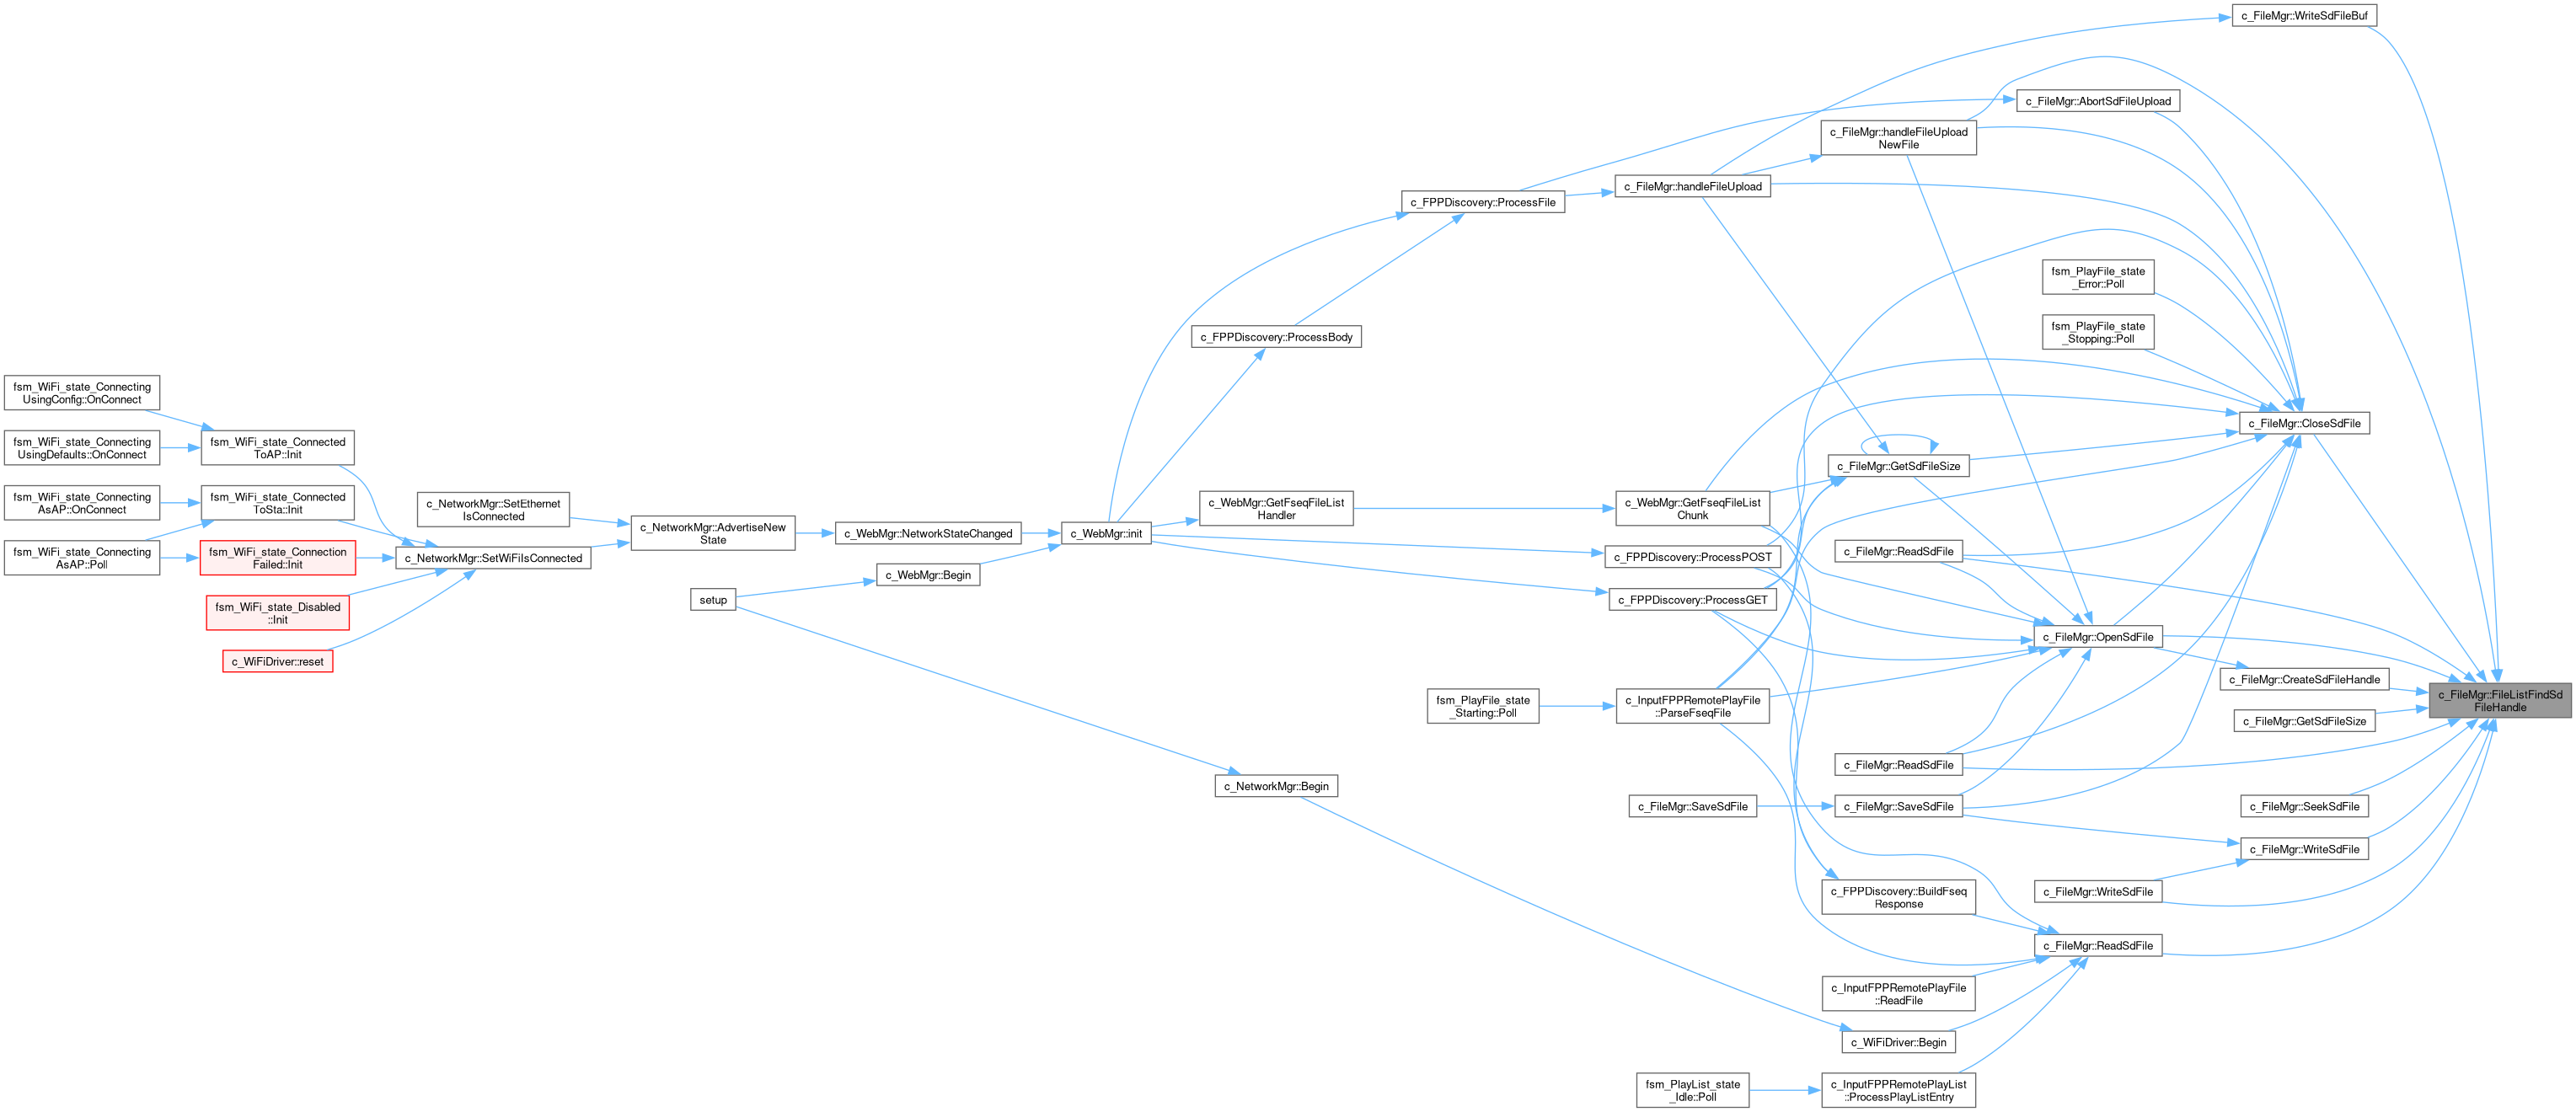 c_FileMgr::WriteSdFileBuf
c_FileMgr::AbortSdFileUpload
c_FileMgr::handleFileUpload
NewFile
c_FileMgr::handleFileUpload
c_FPPDiscovery::ProcessFile
fsm_PlayFile_state
_Error::Poll
fsm_PlayFile_state
_Stopping::Poll
c_FPPDiscovery::ProcessBody
fsm_WiFi_state_Connecting
UsingConfig::OnConnect
fsm_WiFi_state_Connecting
UsingDefaults::OnConnect
fsm_WiFi_state_Connected
ToAP::Init
c_FileMgr::CloseSdFile
c_FileMgr::GetSdFileSize
fsm_WiFi_state_Connecting
AsAP::OnConnect
fsm_WiFi_state_Connected
ToSta::Init
c_NetworkMgr::SetEthernet
IsConnected
c_NetworkMgr::AdvertiseNew
State
c_WebMgr::NetworkStateChanged
c_WebMgr::init
c_WebMgr::GetFseqFileList
Handler
c_WebMgr::GetFseqFileList
Chunk
fsm_WiFi_state_Connecting
AsAP::Poll
fsm_WiFi_state_Connection
Failed::Init
c_NetworkMgr::SetWiFiIsConnected
c_WebMgr::Begin
c_FPPDiscovery::ProcessPOST
c_FileMgr::ReadSdFile
fsm_WiFi_state_Disabled
::Init
setup
c_FPPDiscovery::ProcessGET
c_WiFiDriver::reset
c_FileMgr::OpenSdFile
c_FileMgr::CreateSdFileHandle
c_FileMgr::FileListFindSd
FileHandle
fsm_PlayFile_state
_Starting::Poll
c_InputFPPRemotePlayFile
::ParseFseqFile
c_FileMgr::GetSdFileSize
c_FileMgr::ReadSdFile
c_NetworkMgr::Begin
c_FileMgr::SaveSdFile
c_FileMgr::SaveSdFile
c_FileMgr::SeekSdFile
c_FileMgr::WriteSdFile
c_FPPDiscovery::BuildFseq
Response
c_FileMgr::WriteSdFile
c_FileMgr::ReadSdFile
c_InputFPPRemotePlayFile
::ReadFile
c_WiFiDriver::Begin
fsm_PlayList_state
_Idle::Poll
c_InputFPPRemotePlayList
::ProcessPlayListEntry